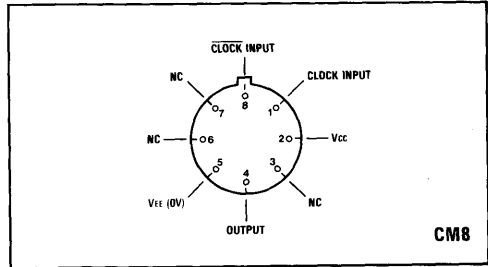 C̅L̅O̅C̅K̅ INPUT
NC
CLOCK INPUT
8
7
1
NC
6
2
VCC
5
4
3
VEE (0V)
NC
OUTPUT
CM8